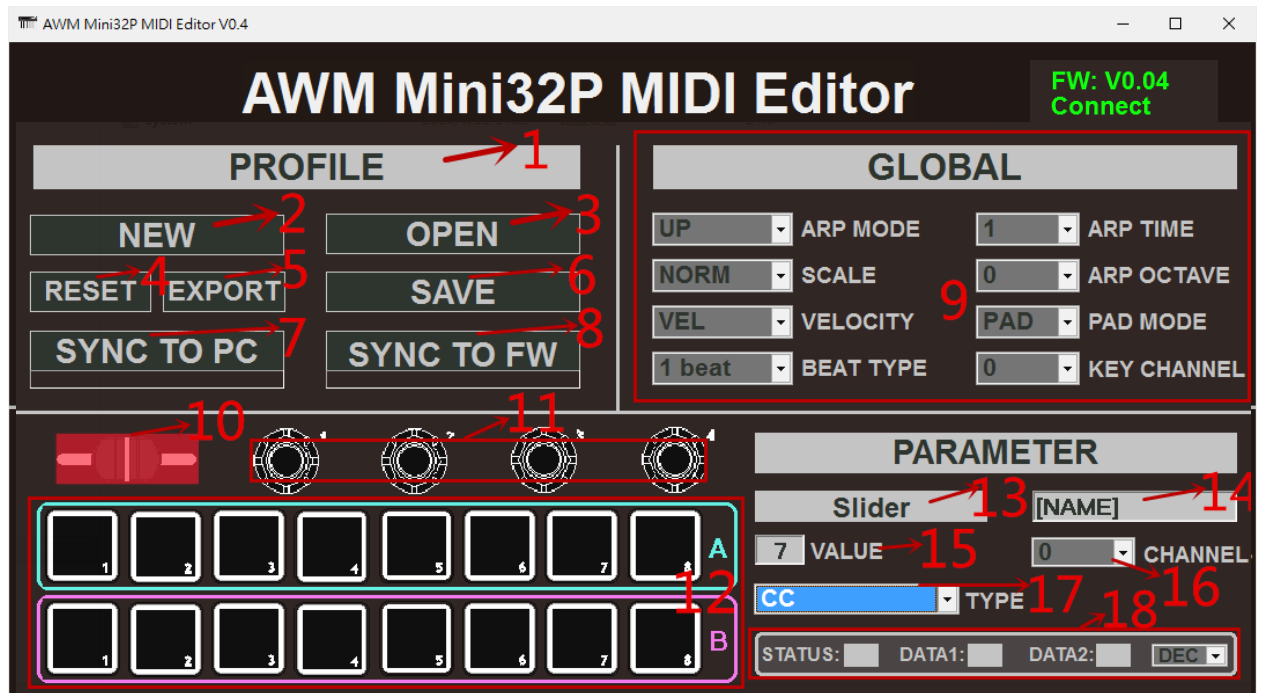 AWM Mini32P MIDI Editor V0.4
AWM Mini32P MIDI Editor
FW: V0.04
Connect
PROFILE 1
NEW 2 OPEN 3
RESET 4 EXPORT 5 SAVE 6
SYNC TO PC 7 SYNC TO FW 8
GLOBAL
UP ARP MODE 1 ARP TIME
NORM SCALE 0 ARP OCTAVE
9
VEL VELOCITY PAD PAD MODE
1 beat BEAT TYPE 0 KEY CHANNEL
10 11
1 2 3 4
1 2 3 4 5 6 7 8 A
12
1 2 3 4 5 6 7 8 B
PARAMETER
Slider 13 [NAME] 14
7 VALUE 15 0 CHANNEL 16
CC TYPE 17
18
STATUS: DATA1: DATA2: DEC